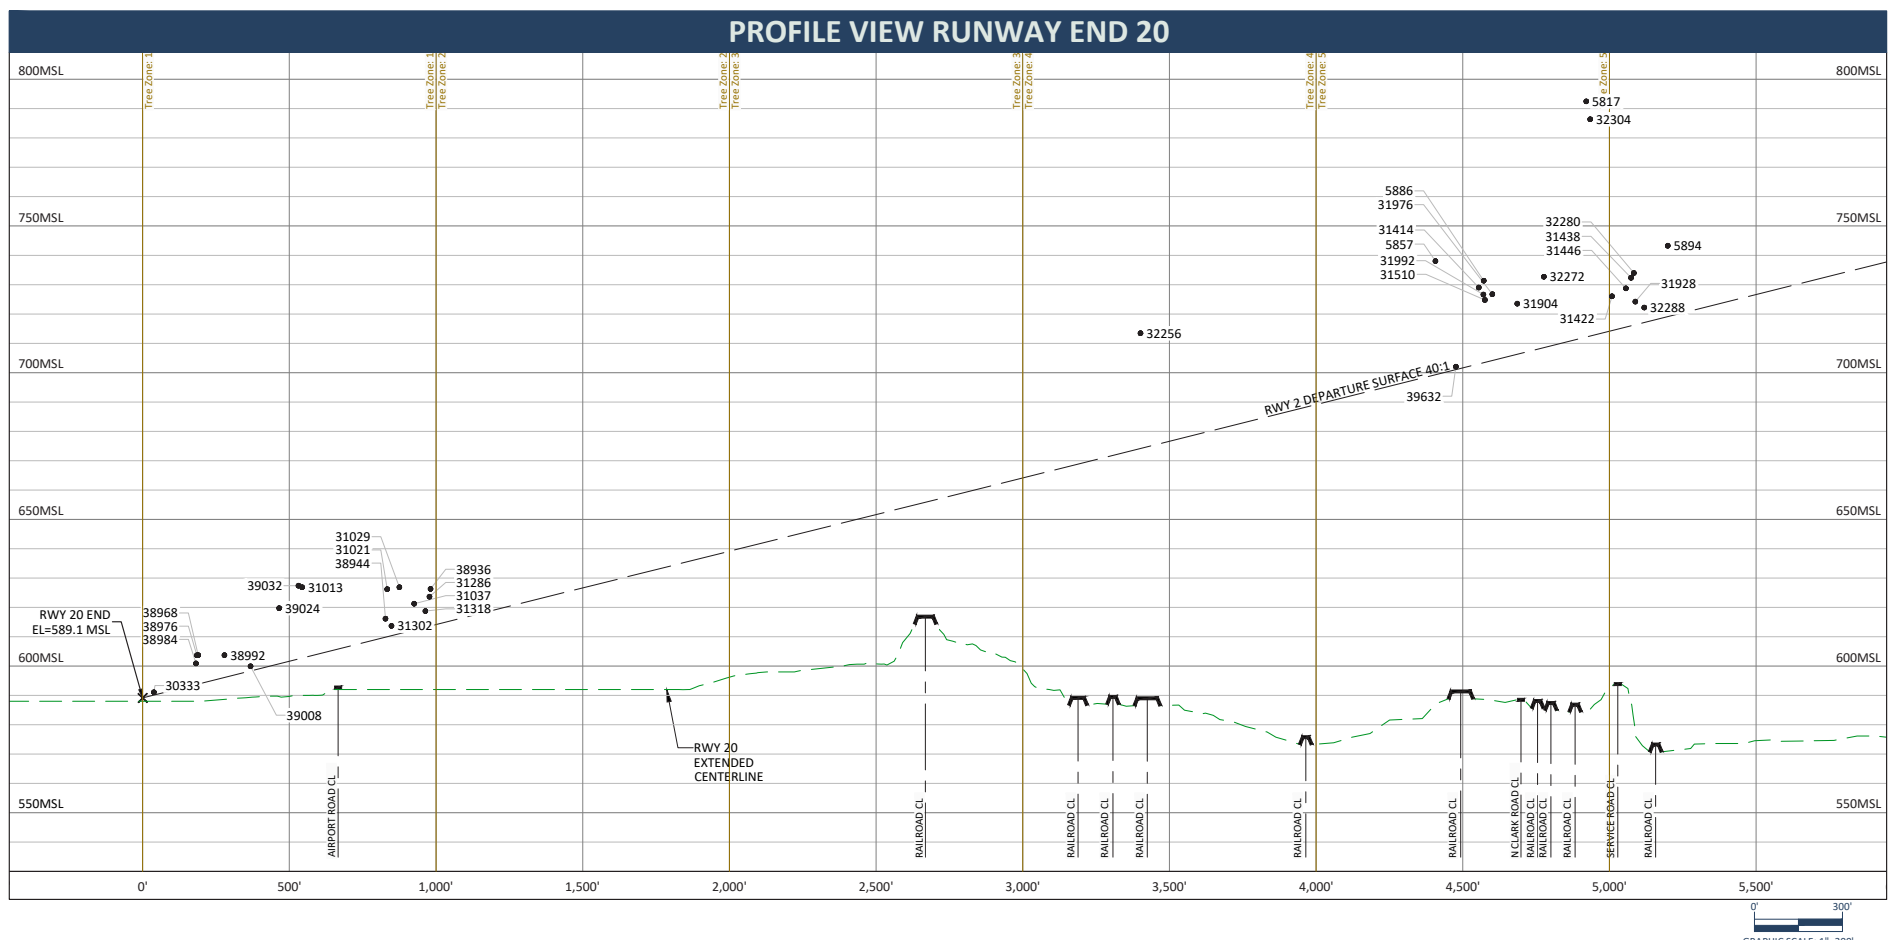 PROFILE VIEW RUNWAY END 20
Tree Zone: 1
Tree Zone: 1
Tree Zone: 2
Tree Zone: 2
Tree Zone: 3
Tree Zone: 3
Tree Zone: 4
Tree Zone: 4
Tree Zone: 5
e Zone: 5
800MSL
800MSL
5817
32304
5886
31976
31414
5857
31992
31510
32280
31438
31446
750MSL
750MSL
5894
32272
31928
31904
32288
31422
32256
700MSL
700MSL
RWY 2 DEPARTURE SURFACE 40:1
39632
650MSL
650MSL
31029
31021
38944
38936
31286
31037
31318
39032
31013
39024
31302
RWY 20 END
EL=589.1 MSL
38968
38976
38984
38992
600MSL
600MSL
30333
39008
RWY 20
EXTENDED
CENTERLINE
550MSL
550MSL
AIRPORT ROAD CL
RAILROAD CL
RAILROAD CL
RAILROAD CL
RAILROAD CL
RAILROAD CL
RAILROAD CL
N CLARK ROAD CL
RAILROAD CL
RAILROAD CL
RAILROAD CL
SERVICE ROAD CL
RAILROAD CL
0' 500' 1,000' 1,500' 2,000' 2,500' 3,000' 3,500' 4,000' 4,500' 5,000' 5,500'
0' 300'